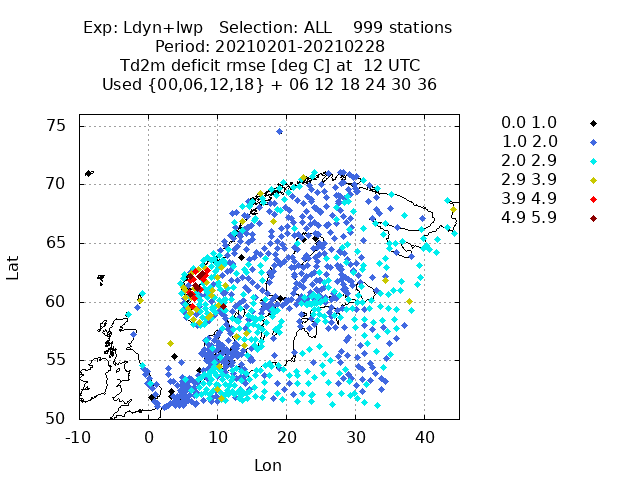 Exp: Ldyn+lwp   Selection: ALL    999 stations
Period: 20210201-20210228
Td2m deficit rmse [deg C] at  12 UTC
Used {00,06,12,18} + 06 12 18 24 30 36
75
70
65
60
55
50
-10 0 10 20 30 40
Lat
Lon
0.0 1.0
1.0 2.0
2.0 2.9
2.9 3.9
3.9 4.9
4.9 5.9